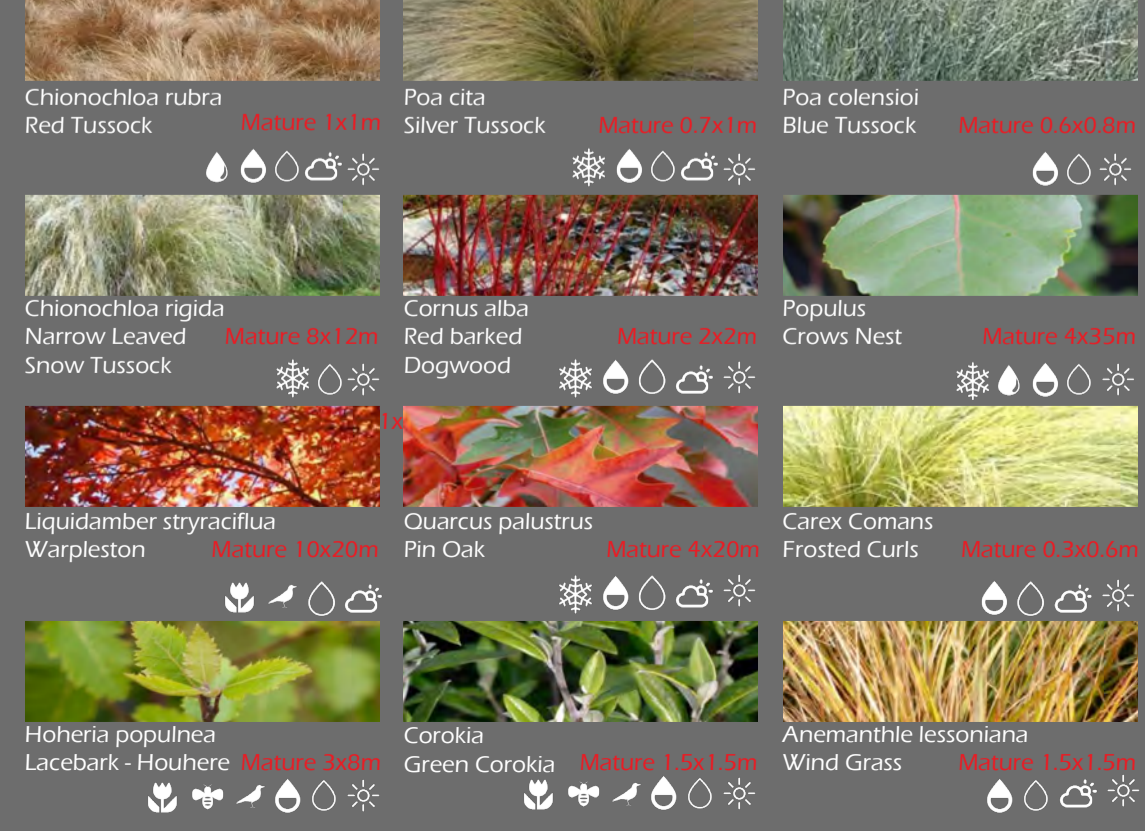 Chionochloa rubra
Red Tussock Mature 1x1m
Poa cita
Silver Tussock Mature 0.7x1m
Poa colensioi
Blue Tussock Mature 0.6x0.8m
Chionochloa rigida
Narrow Leaved Mature 8x12m
Snow Tussock
Cornus alba
Red barked Mature 2x2m
Dogwood
Populus
Crows Nest Mature 4x35m
1x
Liquidamber stryraciflua
Warpleston Mature 10x20m
Quarcus palustrus
Pin Oak Mature 4x20m
Carex Comans
Frosted Curls Mature 0.3x0.6m
Hoheria populnea
Lacebark - Houhere Mature 3x8m
Corokia
Green Corokia Mature 1.5x1.5m
Anemanthle lessoniana
Wind Grass Mature 1.5x1.5m